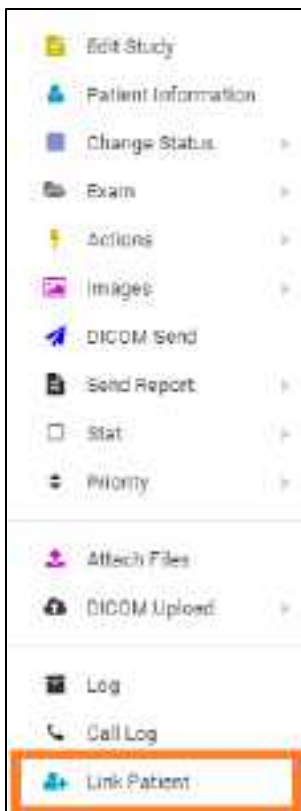 Edit Study
Patient Information
Change Status
Exam
Actions
Images
DICOM Send
Send Report
Stat
Priority
Attach Files
DICOM Upload
Log
Call Log
Link Patient